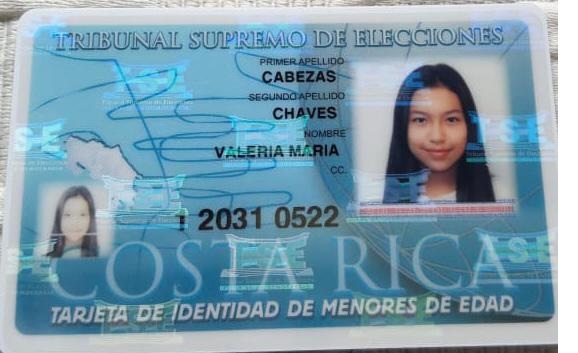 TRIBUNAL SUPREMO DE ELECCIONES
PRIMER APELLIDO
CABEZAS
SEGUNDO APELLIDO
CHAVES
NOMBRE
VALERIA MARIA
CC.
1 2031 0522
COSTA RICA
TARJETA DE IDENTIDAD DE MENORES DE EDAD
TSE